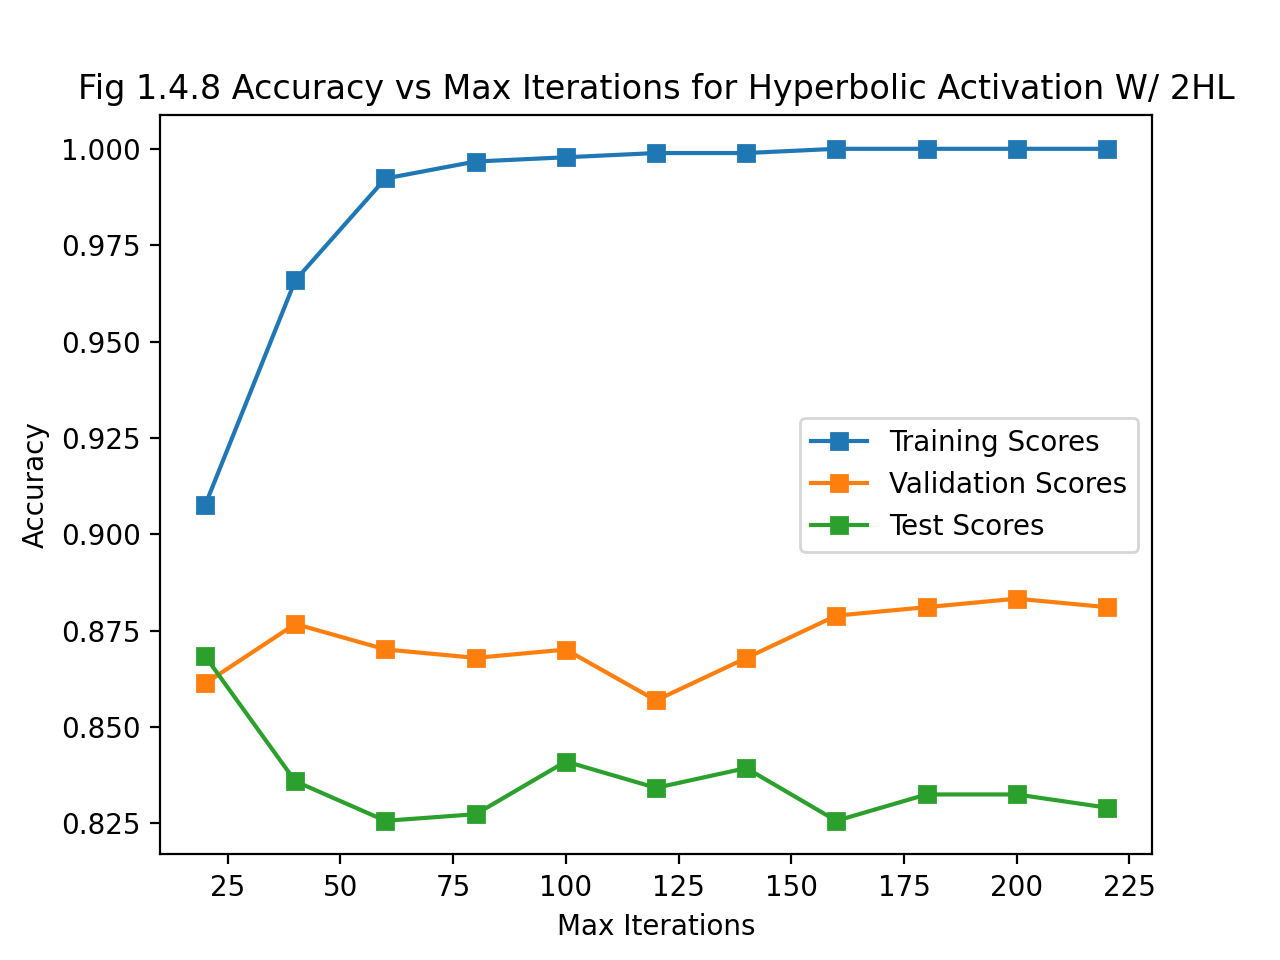 Fig 1.4.8 Accuracy vs Max Iterations for Hyperbolic Activation W/ 2HL
1.000
0.975
0.950
0.925
0.900
0.875
0.850
0.825
Accuracy
Training Scores
Validation Scores
Test Scores
25 50 75 100 125 150 175 200 225
Max Iterations